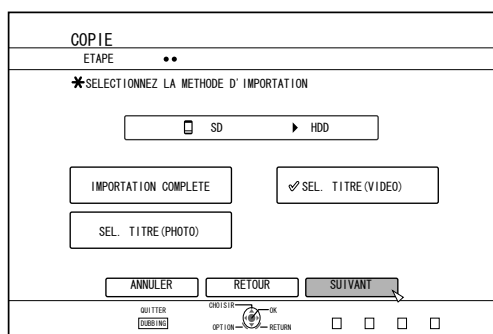 COPIE
ETAPE
SELECTIONNEZ LA METHODE D'IMPORTATION
SD HDD
IMPORTATION COMPLETE SEL. TITRE(VIDEO)
SEL. TITRE(PHOTO)
ANNULER RETOUR SUIVANT
QUITTER CHOISIR OK
DUBBING OPTION RETURN